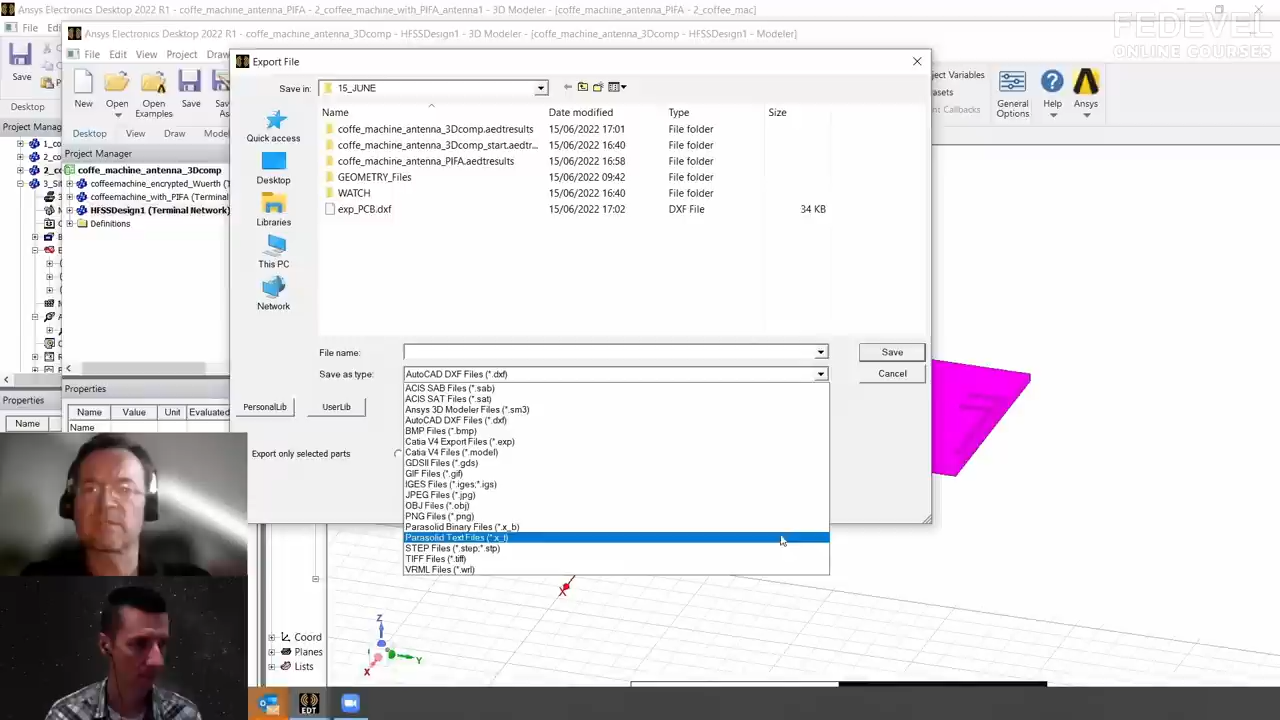 coffe_machine_antenna_PIFA - 2_coffee_machine_with_PIFA_antenna1 - 3D Modeler - [coffe_machine_antenna_PIFA - 2_coffee_mac]
Ansys Electronics Desktop 2022 R1 - coffe_machine_antenna_3Dcomp - HFSSDesign1 - 3D Modeler - [coffe_machine_antenna_3Dcomp - HFSSDesign1 - Modeler]
FEDEVEL
ONLINE COURSES
File
File Edit View Project
Export File
Save in: 15_JUNE
Name Date modified Type Size
coffe_machine_antenna_3Dcomp.aedtresults 15/06/2022 17:01 File folder
coffe_machine_antenna_3Dcomp_start.aedtr... 15/06/2022 16:40 File folder
coffe_machine_antenna_PIFA.aedtresults 15/06/2022 16:58 File folder
GEOMETRY_Files 15/06/2022 09:42 File folder
WATCH 15/06/2022 16:40 File folder
exp_PCB.dxf 15/06/2022 17:02 DXF File 34 KB
Quick access
Desktop
Libraries
This PC
Network
File name:
Save
Save as type: AutoCAD DXF Files (*.dxf)
Cancel
ACIS SAB Files (*.sab)
ACIS SAT Files (*.sat)
Ansys 3D Modeler Files (*.sm3)
AutoCAD DXF Files (*.dxf)
BMP Files (*.bmp)
Catia V4 Export Files (*.exp)
Catia V4 Files (*.model)
GDSII Files (*.gds)
GIF Files (*.gif)
IGES Files (*.iges;*.igs)
JPEG Files (*.jpg)
OBJ Files (*.obj)
PNG Files (*.png)
Parasolid Binary Files (*.x_b)
Parasolid Text Files (*.x_t)
STEP Files (*.step;*.stp)
TIFF Files (*.tiff)
VRML Files (*.wrl)
PersonalLib
UserLib
Export only selected parts
Save
Desktop
New
Open
Open Examples
Save
Desktop View Draw Model
Project Manager
coffe_machine_antenna_3Dcomp
coffeemachine_encrypted_Wuerth (T
coffeemachine_with_PIFA (Terminal
HFSSDesign1 (Terminal Network)
Definitions
Properties
Name Value Unit Evaluated
Name
Project Manag
Properties
Name
General Options
Help
Ansys
Coord
Planes
Lists
Z
Y
X
X
EDT